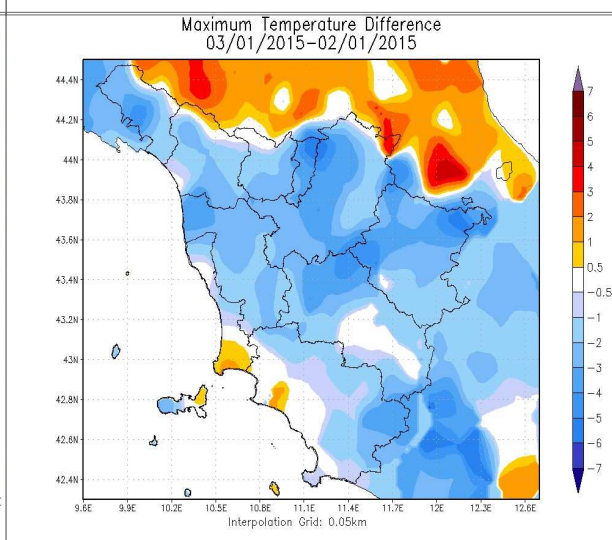 Maximum Temperature Difference
03/01/2015-02/01/2015
44.4N
44.2N
44N
43.8N
43.6N
43.4N
43.2N
43N
42.8N
42.6N
42.4N
9.6E 9.9E 10.2E 10.5E 10.8E 11.1E 11.4E 11.7E 12E 12.3E 12.6E
Interpolation Grid: 0.05km
7
6
5
4
3
2
1
0.5
-0.5
-1
-2
-3
-4
-5
-6
-7